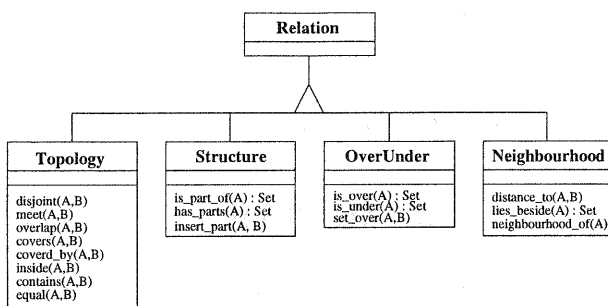 Relation
Topology
disjoint(A,B)
meet(A,B)
overlap(A,B)
covers(A,B)
coverd_by(A,B)
inside(A,B)
contains(A,B)
equal(A,B)
Structure
is_part_of(A) : Set
has_parts(A) : Set
insert_part(A, B)
OverUnder
is_over(A) : Set
is_under(A) : Set
set_over(A,B)
Neighbourhood
distance_to(A,B)
lies_beside(A) : Set
neighbourhood_of(A)